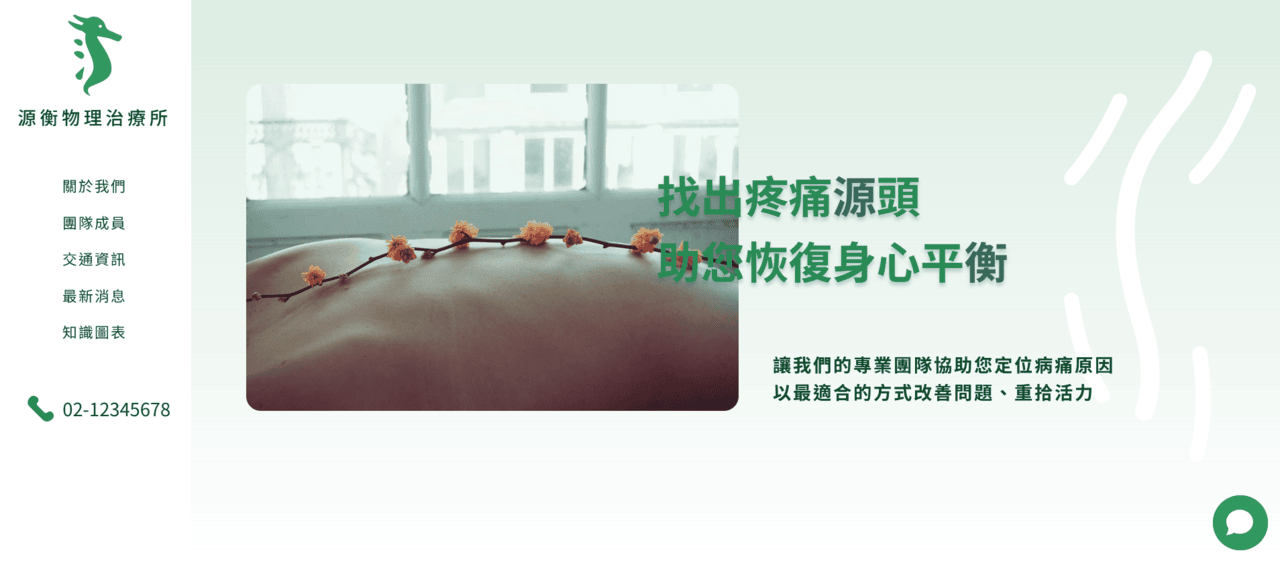 源衡物理治療所
關於我們
團隊成員
交通資訊
最新消息
知識圖表
02-12345678
找出疼痛源頭
助您恢復身心平衡
讓我們的專業團隊協助您定位病痛原因
以最適合的方式改善問題、重拾活力